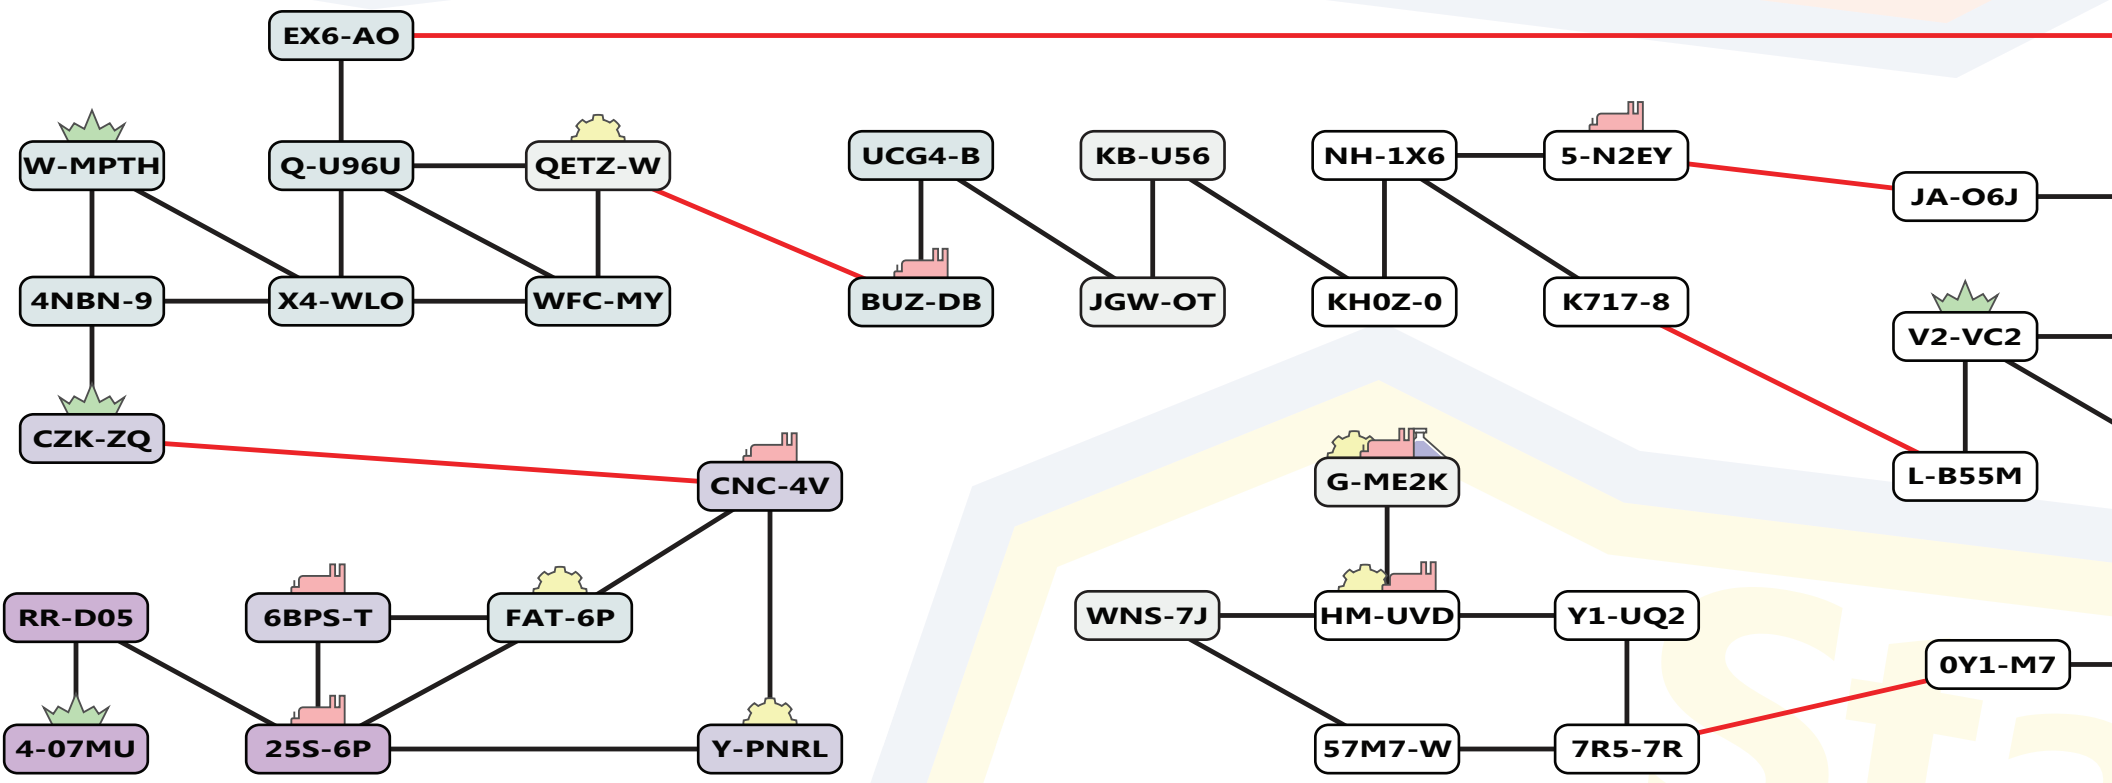 EX6-AO
W-MPTH
Q-U96U
QETZ-W
UCG4-B
KB-U56
NH-1X6
5-N2EY
JA-O6J
4NBN-9
X4-WLO
WFC-MY
BUZ-DB
JGW-OT
KH0Z-0
K717-8
V2-VC2
CZK-ZQ
CNC-4V
G-ME2K
L-B55M
RR-D05
6BPS-T
FAT-6P
WNS-7J
HM-UVD
Y1-UQ2
0Y1-M7
4-07MU
25S-6P
Y-PNRL
57M7-W
7R5-7R
Sta